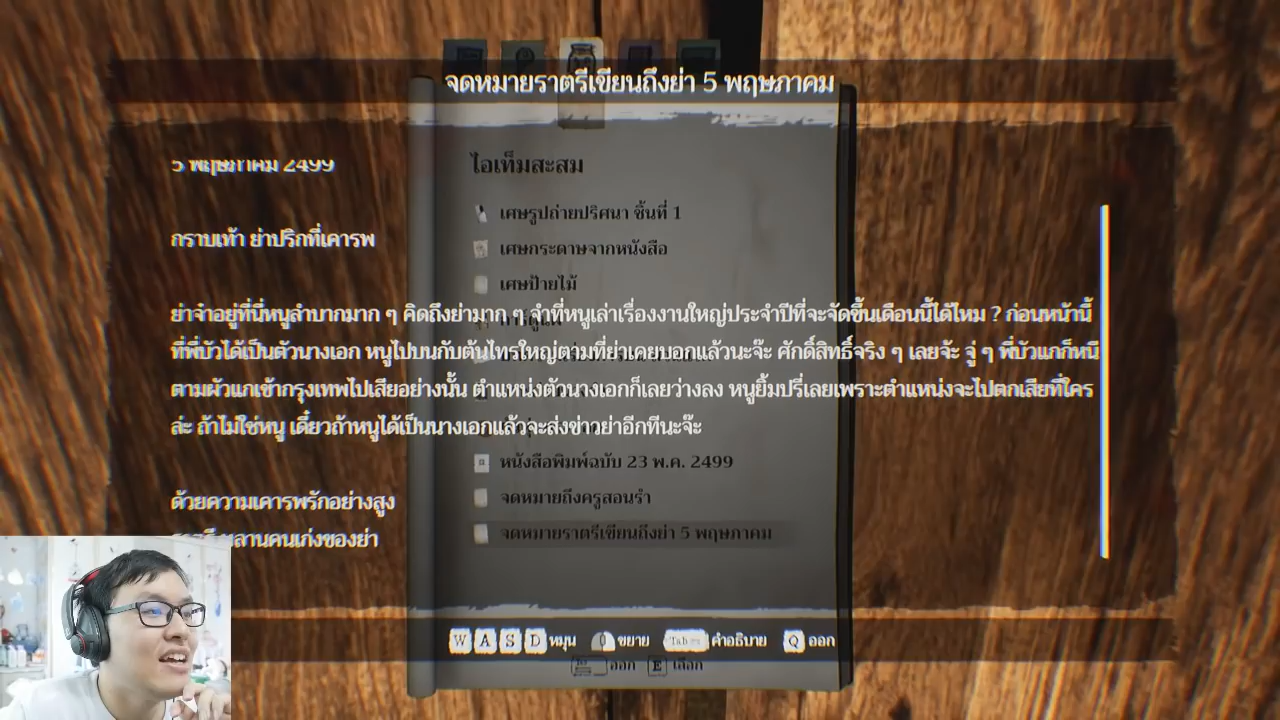 จดหมายราตรีเขียนถึงย่า 5 พฤษภาคม
5 พฤษภาคม 2499
กราบเท้า ย่าปริกที่เคารพ
ย่าจ๋าอยู่ที่นี่หนูลำบากมาก ๆ คิดถึงย่ามาก ๆ จำที่หนูเล่าเรื่องงานใหญ่ประจำปีที่จะจัดขึ้นเดือนนี้ได้ไหม ? ก่อนหน้านี้
ที่พี่บัวได้เป็นตัวนางเอก หนูไปบนกับต้นไทรใหญ่ตามที่ย่าเคยบอกแล้วนะจ๊ะ ศักดิ์สิทธิ์จริง ๆ เลยจ้ะ จู่ ๆ พี่บัวแกก็หนี
ตามผัวแกเข้ากรุงเทพไปเสียอย่างนั้น ตำแหน่งตัวนางเอกก็เลยว่างลง หนูยิ้มปรี่เลยเพราะตำแหน่งจะไปตกเสียที่ใคร
ล่ะ ถ้าไม่ใช่หนู เดี๋ยวถ้าหนูได้เป็นนางเอกแล้วจะส่งข่าวย่าอีกทีนะจ๊ะ
ด้วยความเคารพรักอย่างสูง
หลานคนเก่งของย่า
ไอเท็มสะสม
เศษรูปถ่ายปริศนา ชิ้นที่ 1
เศษกระดาษจากหนังสือ
เศษป้ายไม้
หนังสือพิมพ์ฉบับ 23 พ.ค. 2499
จดหมายถึงครูสอนรำ
จดหมายราตรีเขียนถึงย่า 5 พฤษภาคม
W A S D หมุน ขยาย Tab คำอธิบาย Q ออก
ออก E เลือก